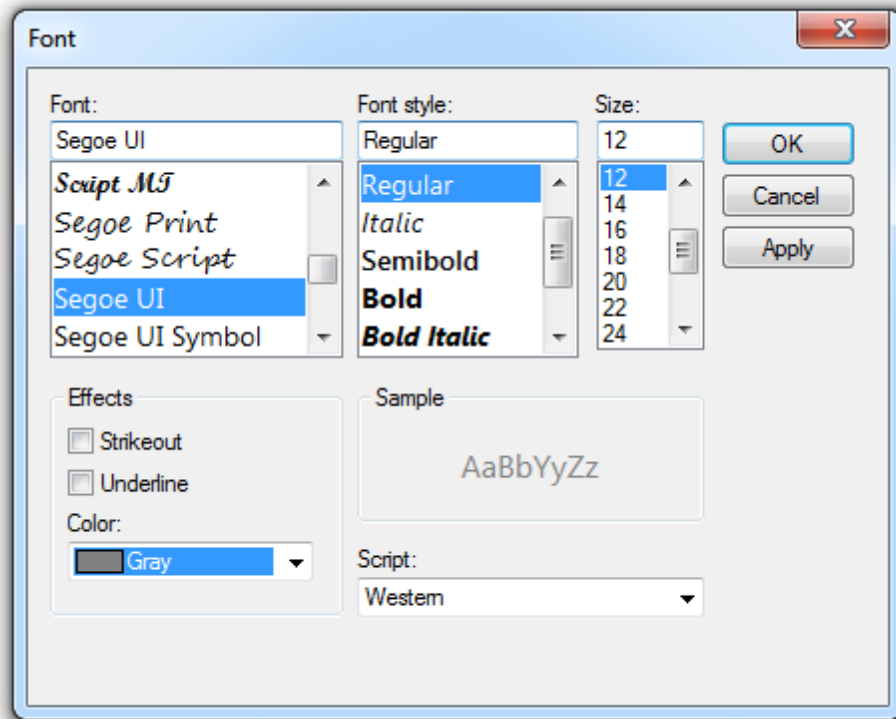 Font
Font:
Segoe UI
Script MT
Segoe Print
Segoe Script
Segoe UI
Segoe UI Symbol
Font style:
Regular
Regular
Italic
Semibold
Bold
Bold Italic
Size:
12
12
14
16
18
20
22
24
OK
Cancel
Apply
Effects
Strikeout
Underline
Color:
Gray
Sample
AaBbYyZz
Script:
Western